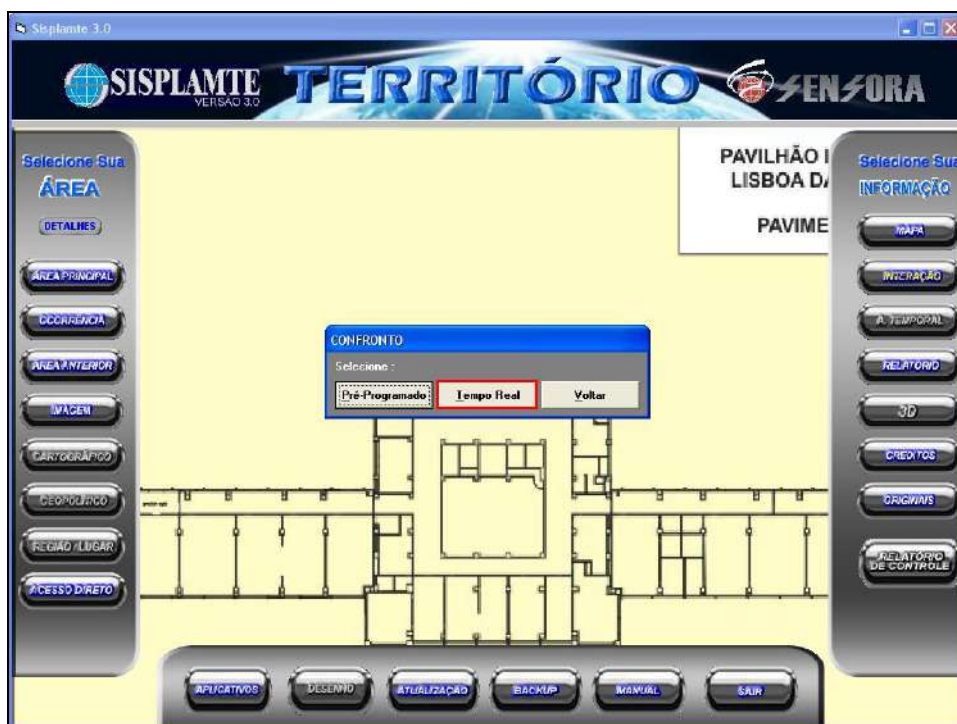 Sisplamte 3.0
SISPLAMTE
VERSÃO 3.0
TERRITÓRIO
SENSORA
Selecione Sua
ÁREA
DETALHES
ÁREA PRINCIPAL
OCORRÊNCIA
ÁREA ANTERIOR
IMAGEM
CARTOGRÁFICO
GEOPOLÍTICO
REGIÃO / LUGAR
ACESSO DIRETO
PAVILHÃO
LISBOA DA
PAVIME
CONFRONTO
Selecione :
Pré-Programado
Tempo Real
Voltar
Selecione Sua
INFORMAÇÃO
MAPA
INTERAÇÃO
A. TEMPORAL
RELATÓRIO
3D
CRÉDITOS
ORIGINAIS
RELATÓRIO
DE CONTROLE
APLICATIVOS
DESENHO
ATUALIZAÇÃO
BACKUP
MANUAL
SAIR